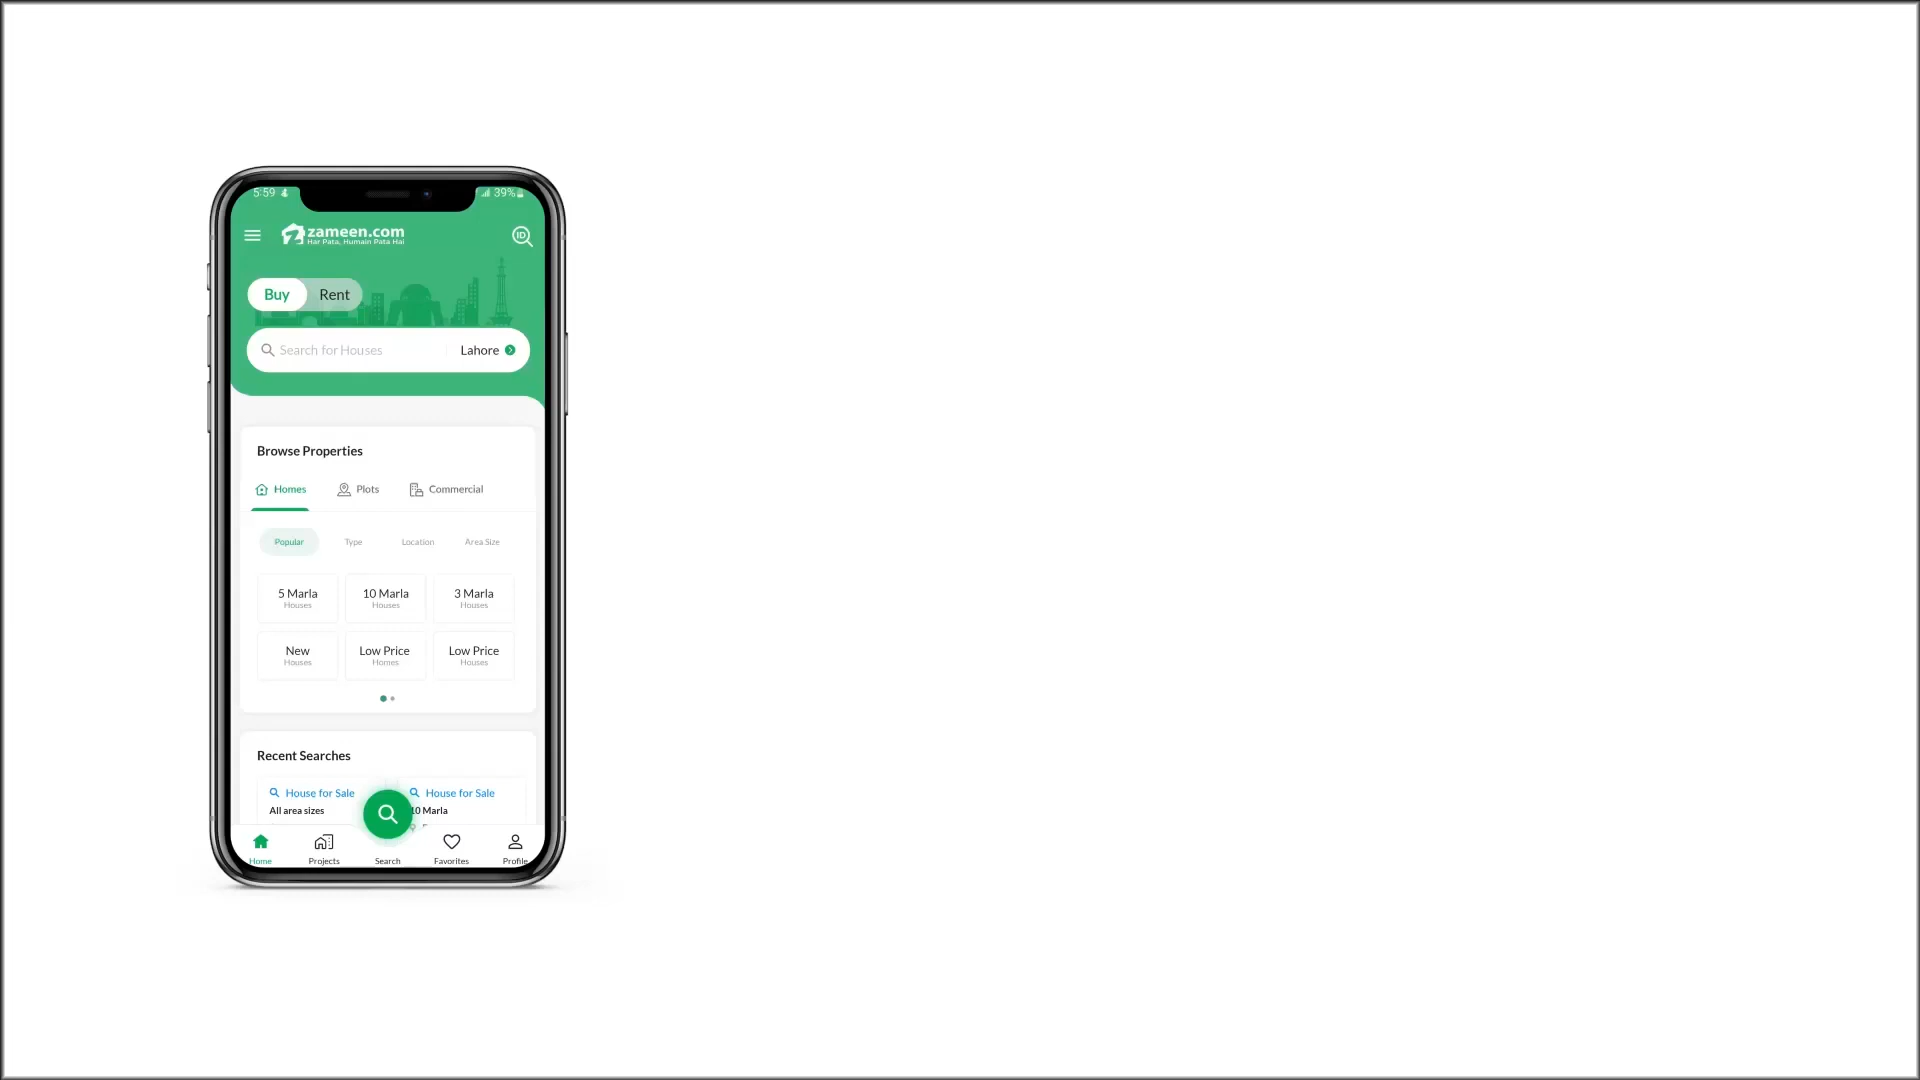 5:59
39%
zameen.com
Har Pata, Humain Pata Hai
ID
Buy
Rent
Search for Houses
Lahore
Browse Properties
Homes
Plots
Commercial
Popular
Type
Location
Area Size
5 Marla
Houses
10 Marla
Houses
3 Marla
Houses
New
Houses
Low Price
Homes
Low Price
Houses
Recent Searches
House for Sale
All area sizes
House for Sale
10 Marla
Home
Projects
Search
Favorites
Profile